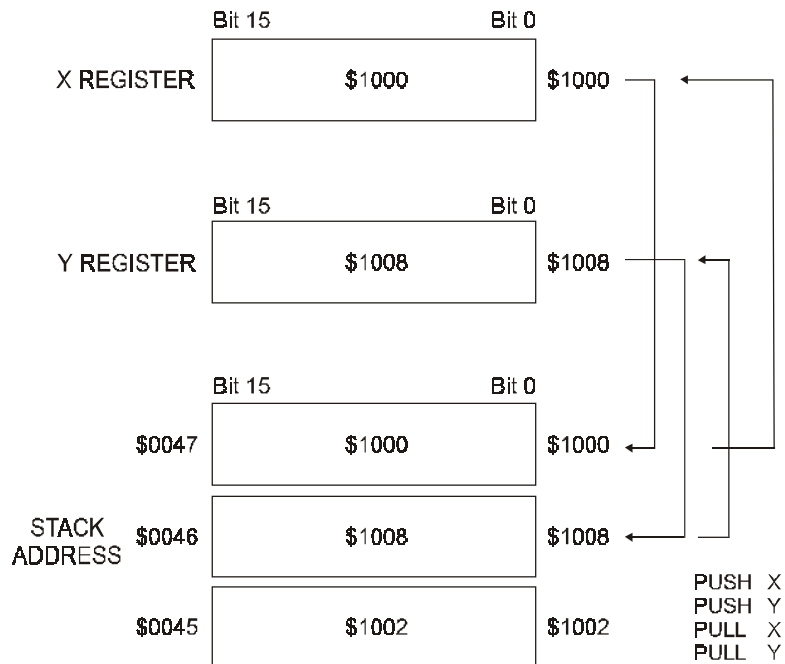 Bit 15 Bit 0
X REGISTER $1000 $1000
Bit 15 Bit 0
Y REGISTER $1008 $1008
Bit 15 Bit 0
$0047 $1000 $1000
STACK
ADDRESS
$0046 $1008 $1008
$0045 $1002 $1002
PUSH X
PUSH Y
PULL X
PULL Y